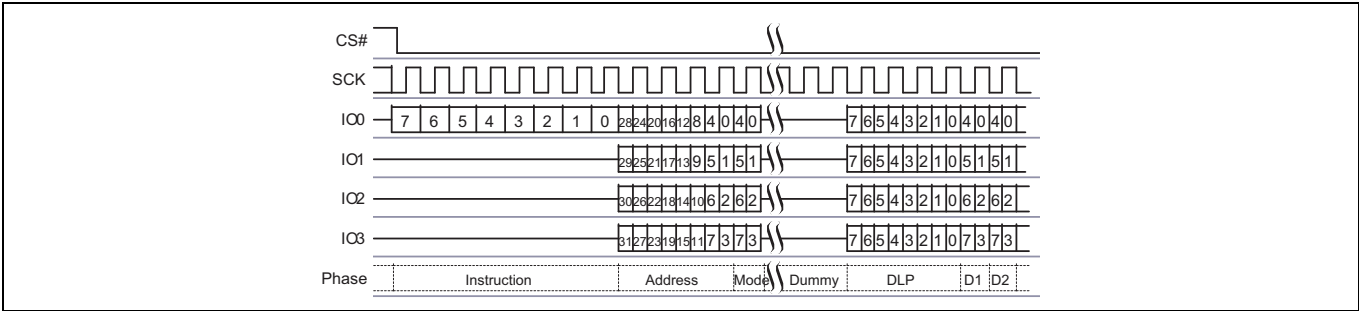 CS#
SCK
IO0 7 6 5 4 3 2 1 0 28 24 20 16 12 8 4 0 4 0 7 6 5 4 3 2 1 0 4 0 4 0
IO1 29 25 21 17 13 9 5 1 5 1 7 6 5 4 3 2 1 0 5 1 5 1
IO2 30 26 22 18 14 10 6 2 6 2 7 6 5 4 3 2 1 0 6 2 6 2
IO3 31 27 23 19 15 11 7 3 7 3 7 6 5 4 3 2 1 0 7 3 7 3
Phase Instruction Address Mode Dummy DLP D1 D2